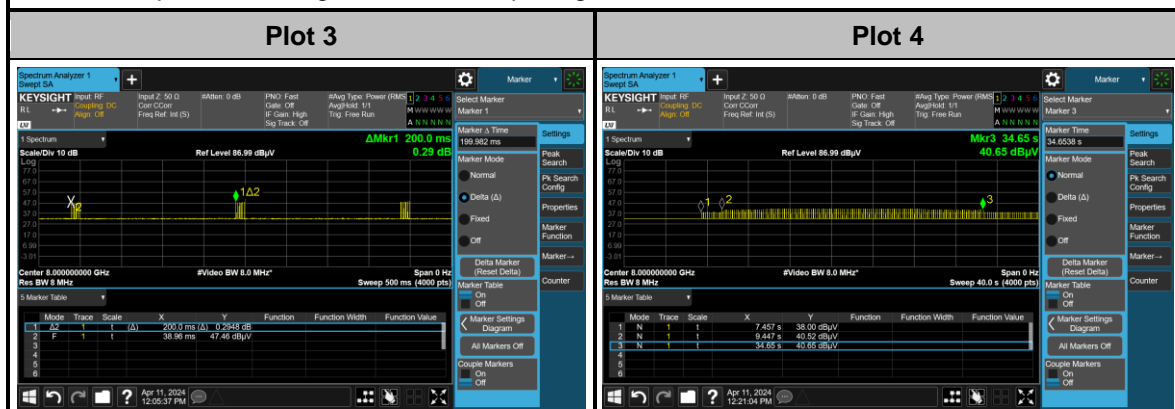 Plot 3
Spectrum Analyzer 1
Swept SA
+
Marker
KEYSIGHT Input: RF Input Z: 50 Ω #Atten: 0 dB PNO: Fast #Avg Type: Power (RMS 1 2 3 4 5 6
RL Coupling: DC Corr CCorr Gate: Off Avg|Hold: 1/1 M W W W W W
Align: Off Freq Ref: Int (S) IF Gain: High Trig: Free Run
Sig Track: Off A N N N N N
Select Marker
Marker 1
1 Spectrum
ΔMkr1 200.0 ms
Scale/Div 10 dB Ref Level 86.99 dBµV 0.29 dB
Log
77.0
67.0
57.0
47.0
37.0
27.0
17.0
6.99
-3.01
X2
1Δ2
Center 8.000000000 GHz #Video BW 8.0 MHz* Span 0 Hz
Res BW 8 MHz Sweep 500 ms (4000 pts)
5 Marker Table
Mode Trace Scale X Y Function Function Width Function Value
1 Δ2 1 t (Δ) 200.0 ms (Δ) 0.2948 dB
2 F 1 t 38.96 ms 47.46 dBµV
3
4
5
6
Marker Δ Time
199.982 ms
Marker Mode
Normal
Delta (Δ)
Fixed
Off
Delta Marker
(Reset Delta)
Marker Table
On
Off
Marker Settings
Diagram
All Markers Off
Couple Markers
On
Off
Settings
Peak
Search
Pk Search
Config
Properties
Marker
Function
Marker→
Counter
? Apr 11, 2024
12:05:37 PM
Plot 4
Spectrum Analyzer 1
Swept SA
+
Marker
KEYSIGHT Input: RF Input Z: 50 Ω #Atten: 0 dB PNO: Fast #Avg Type: Power (RMS 1 2 3 4 5 6
RL Coupling: DC Corr CCorr Gate: Off Avg|Hold: 1/1 M W W W W W
Align: Off Freq Ref: Int (S) IF Gain: High Trig: Free Run
Sig Track: Off A N N N N N
Select Marker
Marker 3
1 Spectrum
Mkr3 34.65 s
Scale/Div 10 dB Ref Level 86.99 dBµV 40.65 dBµV
Log
77.0
67.0
57.0
47.0
37.0
27.0
17.0
6.99
-3.01
1
2
3
Center 8.000000000 GHz #Video BW 8.0 MHz* Span 0 Hz
Res BW 8 MHz Sweep 40.0 s (4000 pts)
5 Marker Table
Mode Trace Scale X Y Function Function Width Function Value
1 N 1 t 7.457 s 38.00 dBµV
2 N 1 t 9.447 s 40.52 dBµV
3 N 1 t 34.65 s 40.65 dBµV
4
5
6
Marker Time
34.6538 s
Marker Mode
Normal
Delta (Δ)
Fixed
Off
Delta Marker
(Reset Delta)
Marker Table
On
Off
Marker Settings
Diagram
All Markers Off
Couple Markers
On
Off
Settings
Peak
Search
Pk Search
Config
Properties
Marker
Function
Marker→
Counter
? Apr 11, 2024
12:21:04 PM